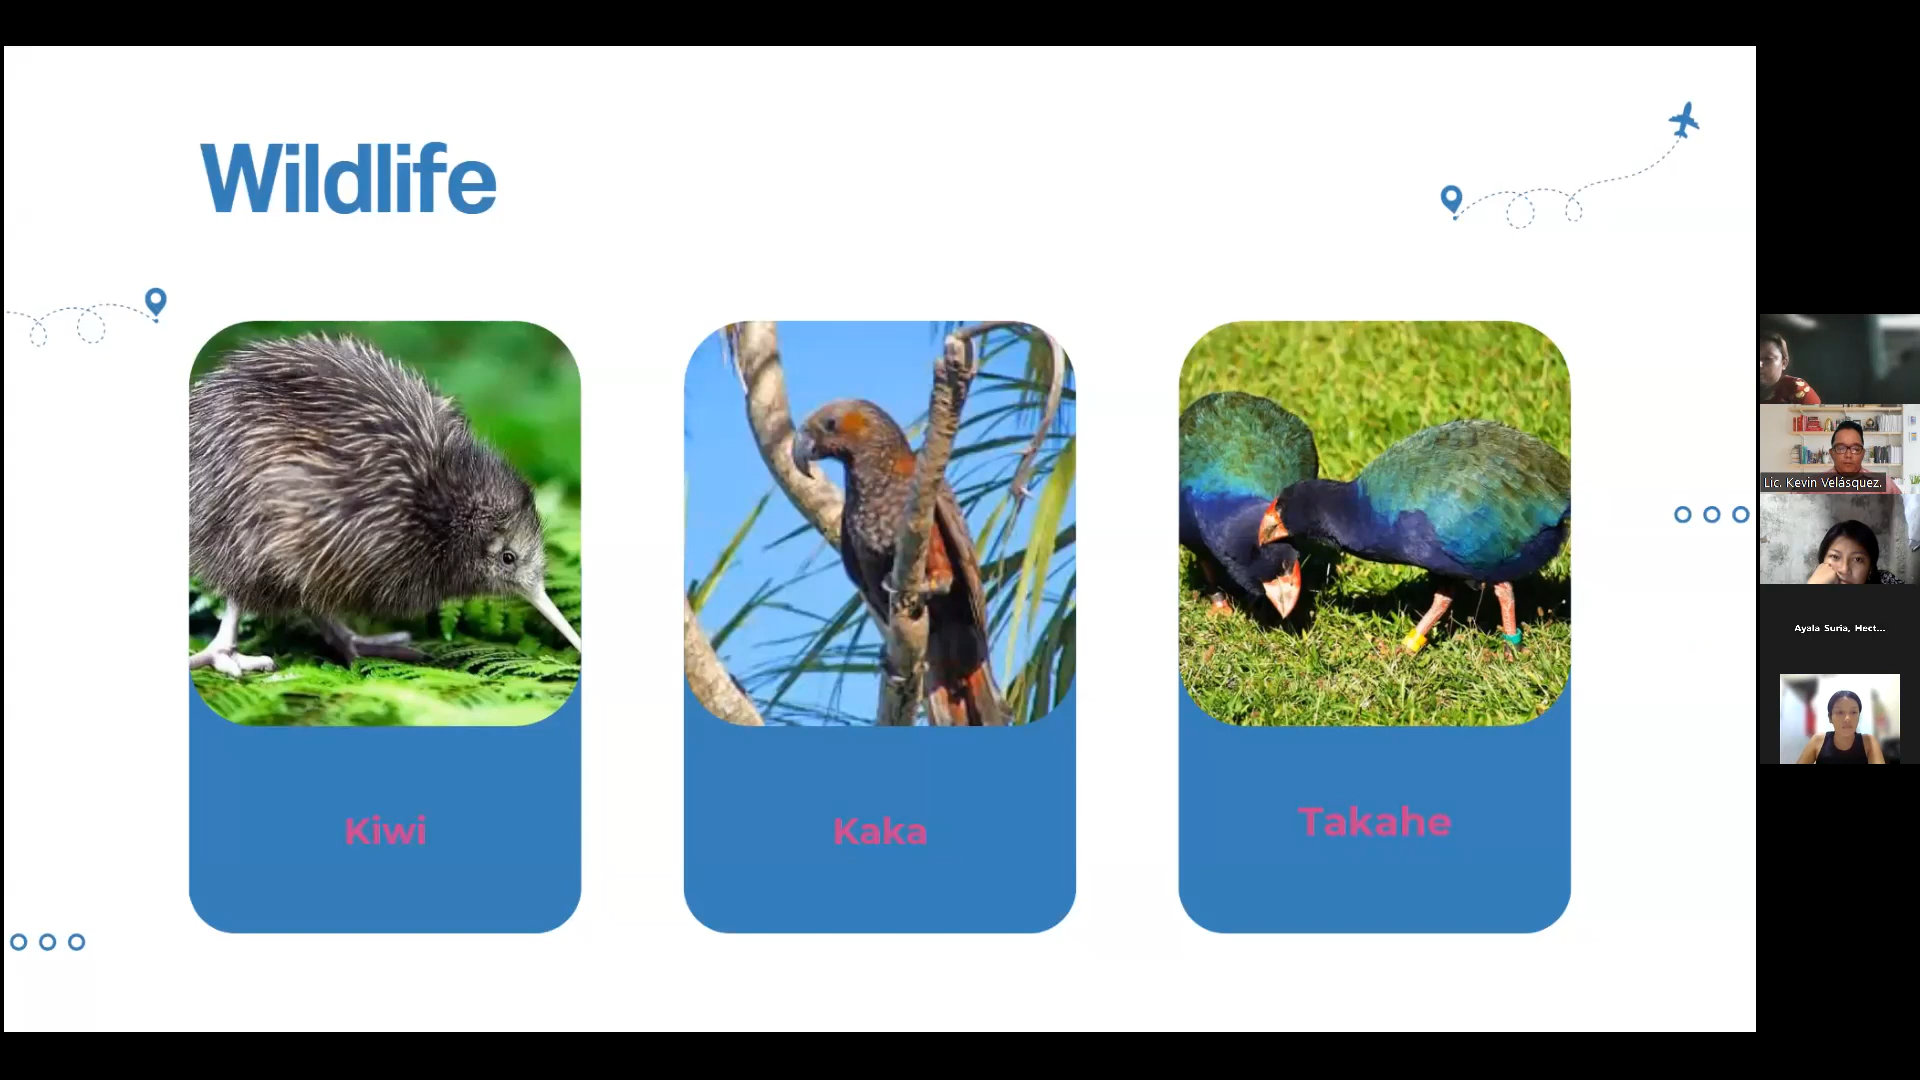 Wildlife
Kiwi
Kaka
Takahe
Lic. Kevin Velásquez.
Ayala Suria, Hect...